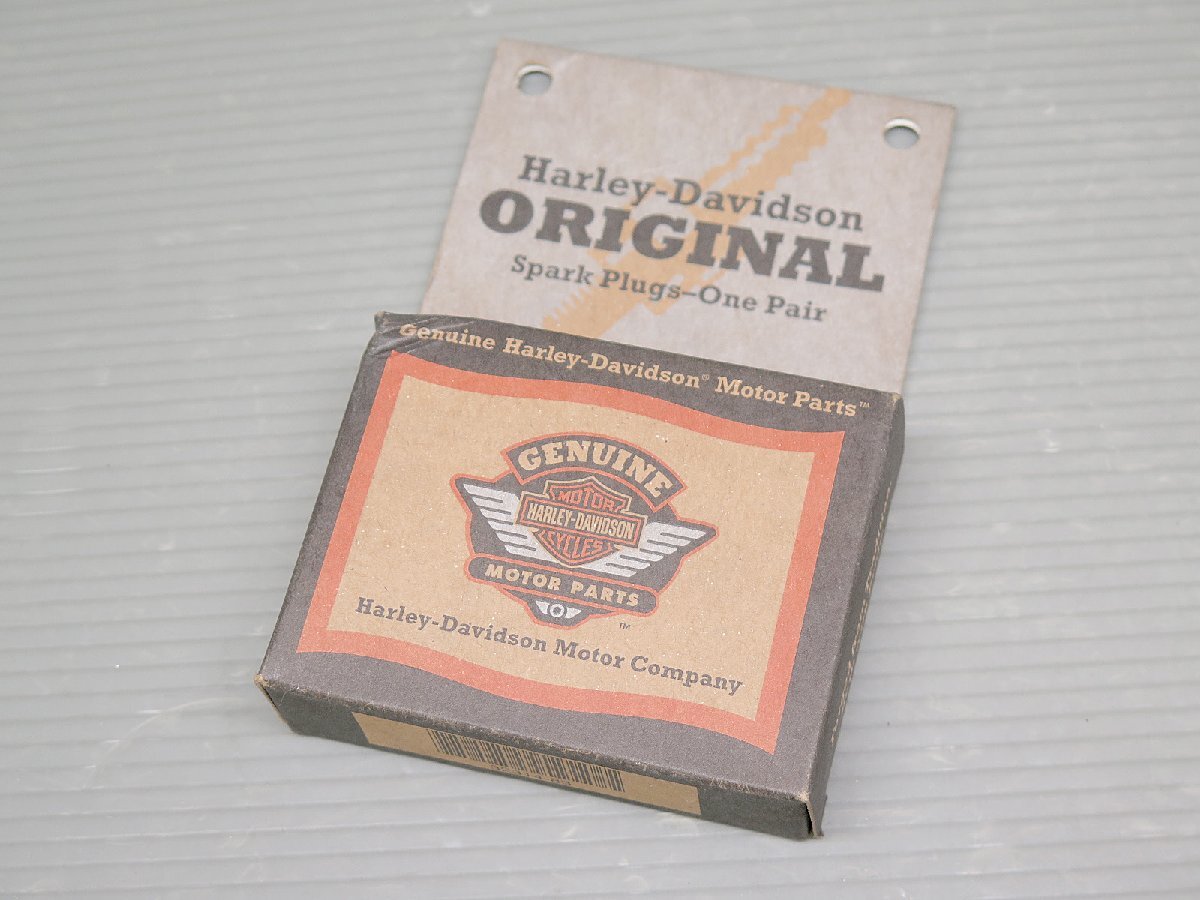 Harley-Davidson
ORIGINAL
Spark Plugs–One Pair
Genuine Harley-Davidson® Motor Parts™
GENUINE
MOTOR
HARLEY-DAVIDSON
CYCLES
MOTOR PARTS
™
Harley-Davidson Motor Company